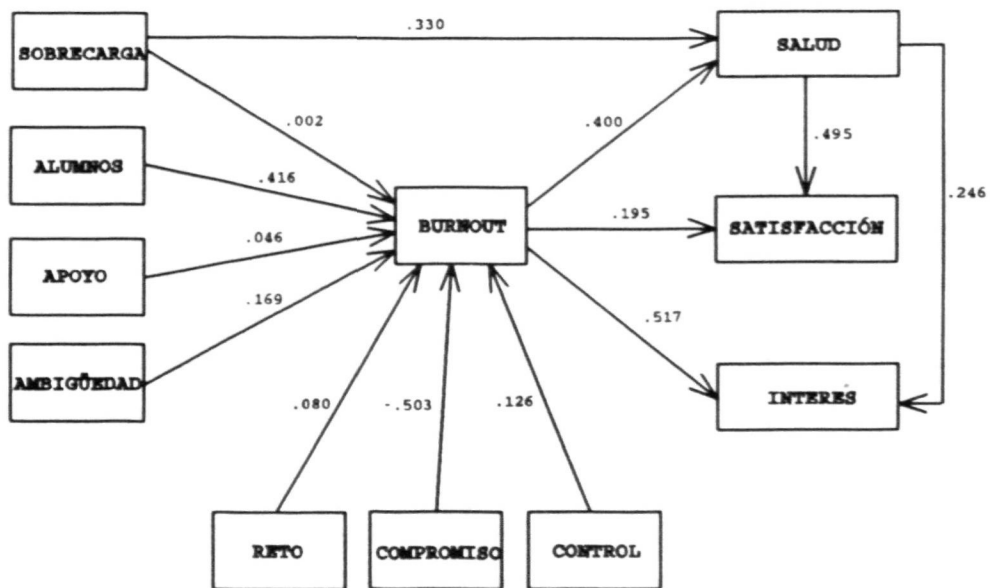 .330
SOBRECARGA
SALUD
.002
.400
.495
ALUMNOS
.416
.246
BURNOUT
.195
SATISFACCIÓN
.046
APOYO
.169
.517
AMBIGÜEDAD
INTERES
.080
-.503
.126
RETO
COMPROMISO
CONTROL